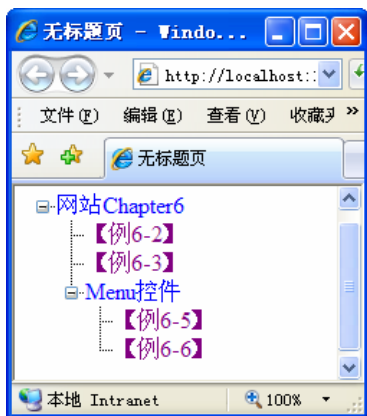 无标题页 - Windo...
http://localhost::
文件(F) 编辑(E) 查看(V) 收藏 »
无标题页
网站Chapter6
【例6-2】
【例6-3】
Menu控件
【例6-5】
【例6-6】
本地 Intranet 100%